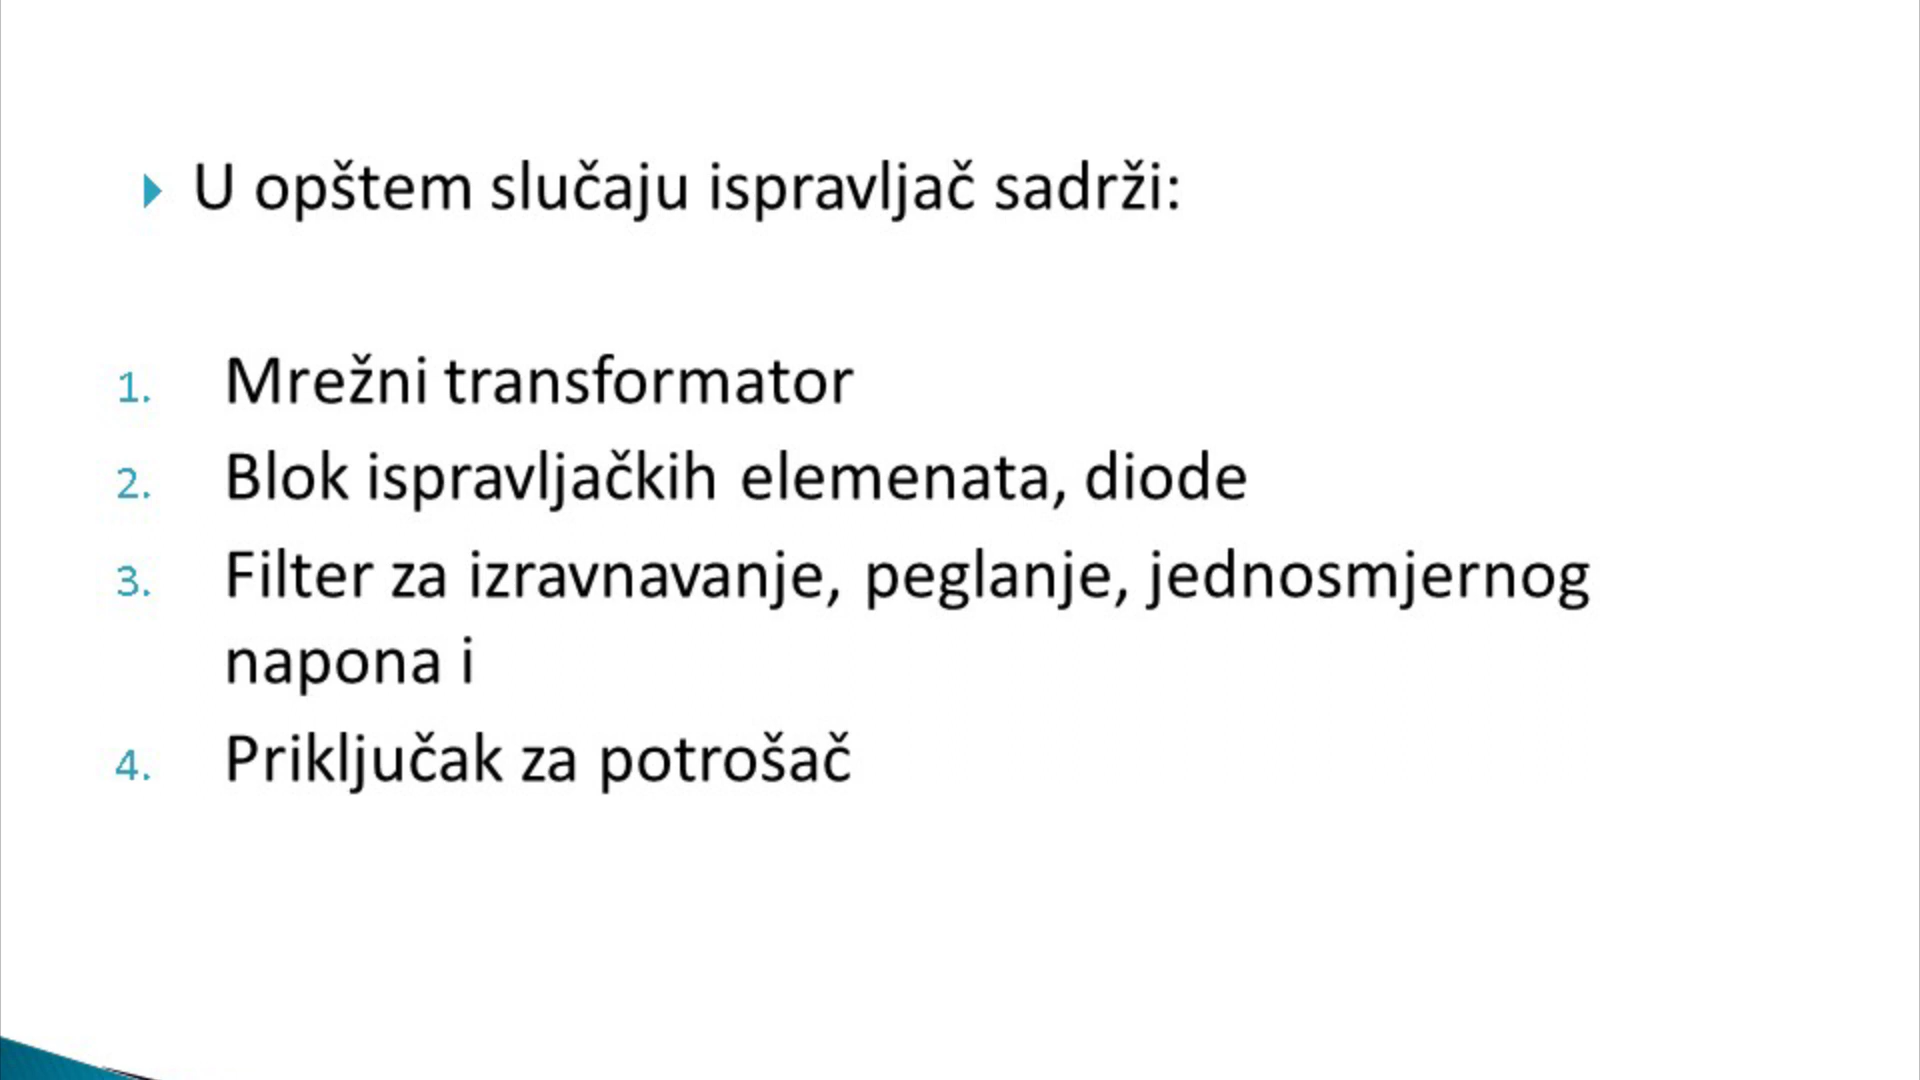 U opštem slučaju ispravljač sadrži:
1. Mrežni transformator
2. Blok ispravljačkih elemenata, diode
3. Filter za izravnavanje, peglanje, jednosmjernog
napona i
4. Priključak za potrošač